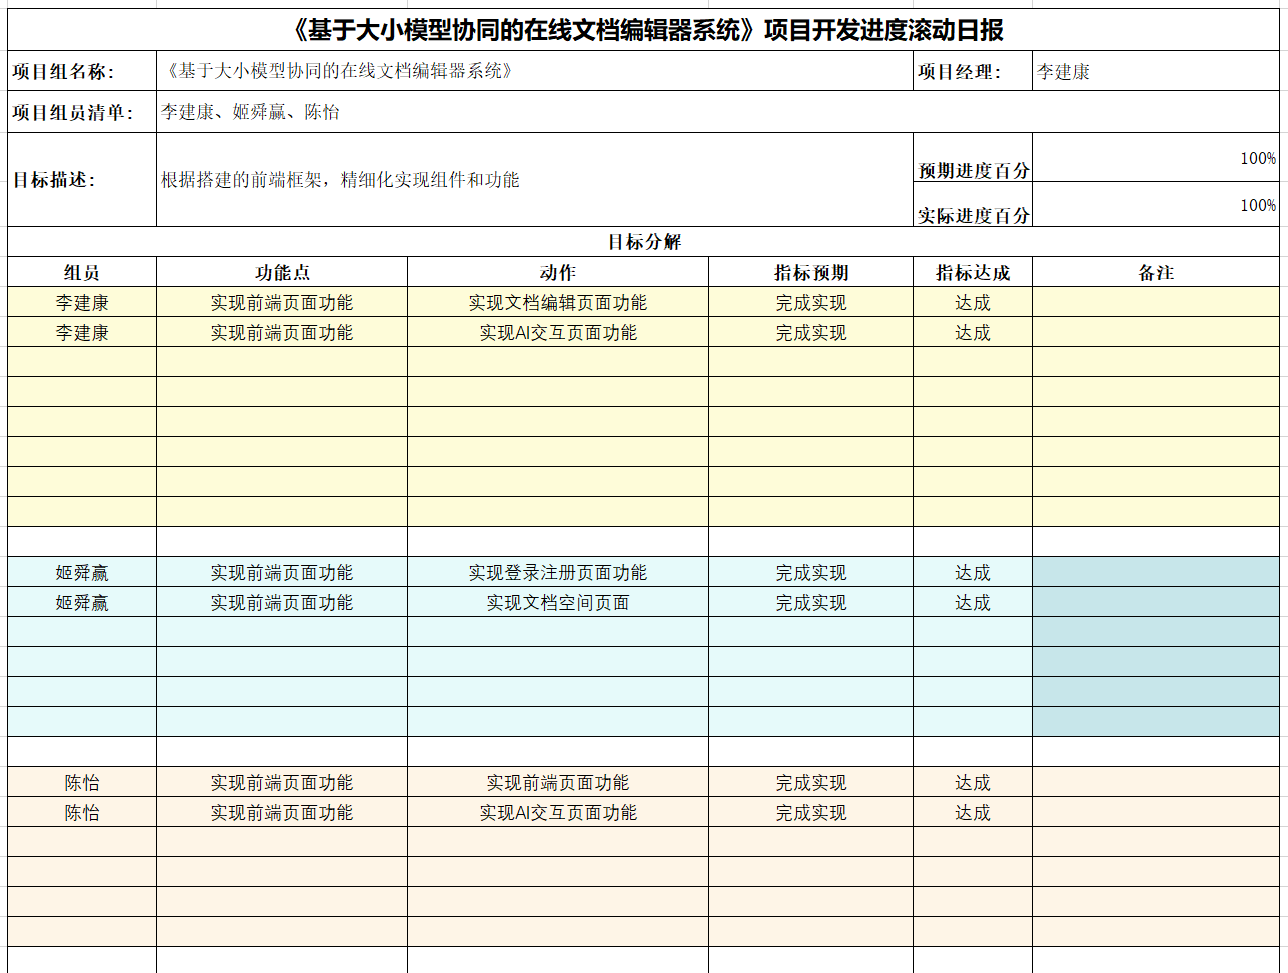 《基于大小模型协同的在线文档编辑器系统》项目开发进度滚动日报
项目组名称： 《基于大小模型协同的在线文档编辑器系统》 项目经理： 李建康
项目组员清单： 李建康、姬舜赢、陈怡
目标描述： 根据搭建的前端框架，精细化实现组件和功能 预期进度百分 100%
实际进度百分 100%
目标分解
组员 功能点 动作 指标预期 指标达成 备注
李建康 实现前端页面功能 实现文档编辑页面功能 完成实现 达成
李建康 实现前端页面功能 实现AI交互页面功能 完成实现 达成
姬舜赢 实现前端页面功能 实现登录注册页面功能 完成实现 达成
姬舜赢 实现前端页面功能 实现文档空间页面 完成实现 达成
陈怡 实现前端页面功能 实现前端页面功能 完成实现 达成
陈怡 实现前端页面功能 实现AI交互页面功能 完成实现 达成